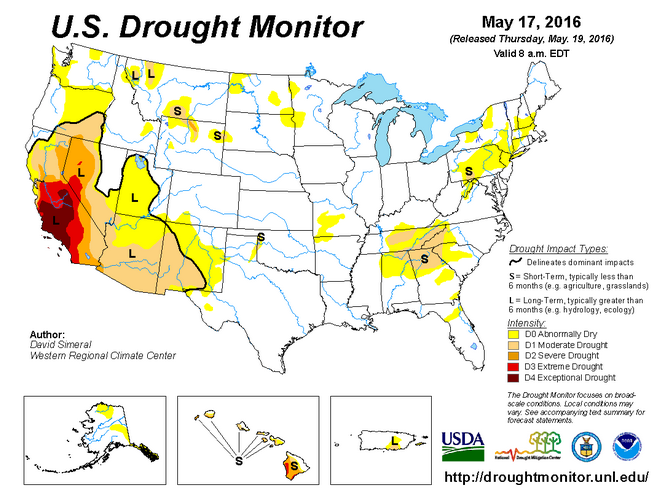 U.S. Drought Monitor
May 17, 2016
(Released Thursday, May. 19, 2016)
Valid 8 a.m. EDT
L
L
S
S
L
L
S
L
L
S
S
S
Drought Impact Types:
Delineates dominant impacts
S = Short-Term, typically less than
6 months (e.g. agriculture, grasslands)
L = Long-Term, typically greater than
6 months (e.g. hydrology, ecology)
Intensity:
D0 Abnormally Dry
D1 Moderate Drought
D2 Severe Drought
D3 Extreme Drought
D4 Exceptional Drought
Author:
David Simeral
Western Regional Climate Center
The Drought Monitor focuses on broad-
scale conditions. Local conditions may
vary. See accompanying text summary for
forecast statements.
S
S
L
USDA
National Drought Mitigation Center
http://droughtmonitor.unl.edu/